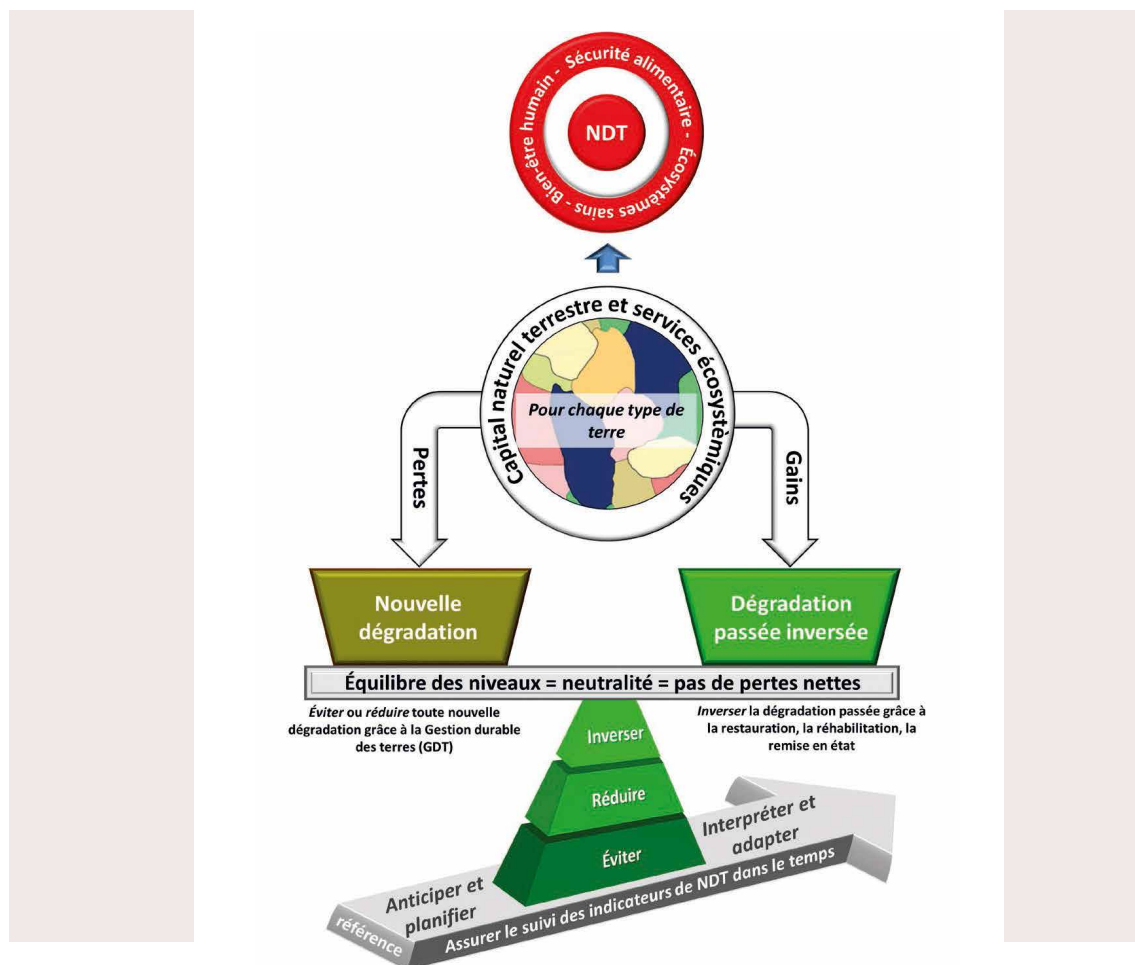 Bien-être humain - Sécurité alimentaire - Écosystèmes sains -
NDT
Capital naturel terrestre et services écosystèmiques
Pour chaque type de
terre
Pertes
Gains
Nouvelle
dégradation
Dégradation
passée inversée
Équilibre des niveaux = neutralité = pas de pertes nettes
Éviter ou réduire toute nouvelle
dégradation grâce à la Gestion durable
des terres (GDT)
Inverser la dégradation passée grâce à
la restauration, la réhabilitation, la
remise en état
Inverser
Réduire
Éviter
Anticiper et
planifier
Interpréter et
adapter
référence
Assurer le suivi des indicateurs de NDT dans le temps